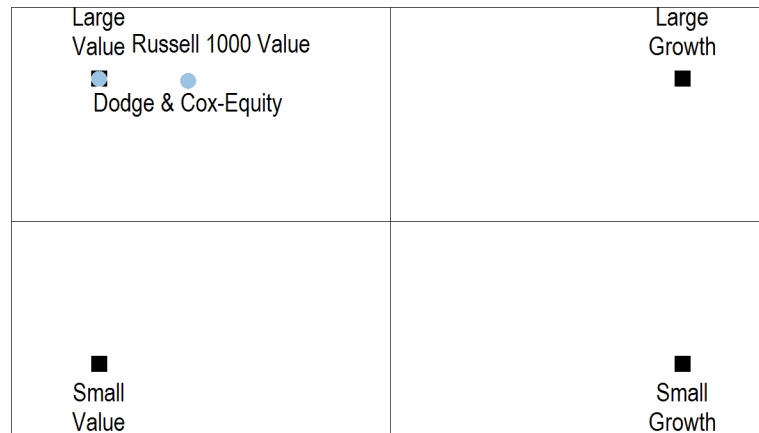 Large
Value Russell 1000 Value
Dodge & Cox-Equity
Large
Growth
Small
Value
Small
Growth